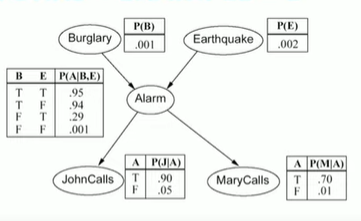 Burglary
P(B)
.001
Earthquake
P(E)
.002
B E P(A|B,E)
T T .95
T F .94
F T .29
F F .001
Alarm
JohnCalls
A P(J|A)
T .90
F .05
MaryCalls
A P(M|A)
T .70
F .01